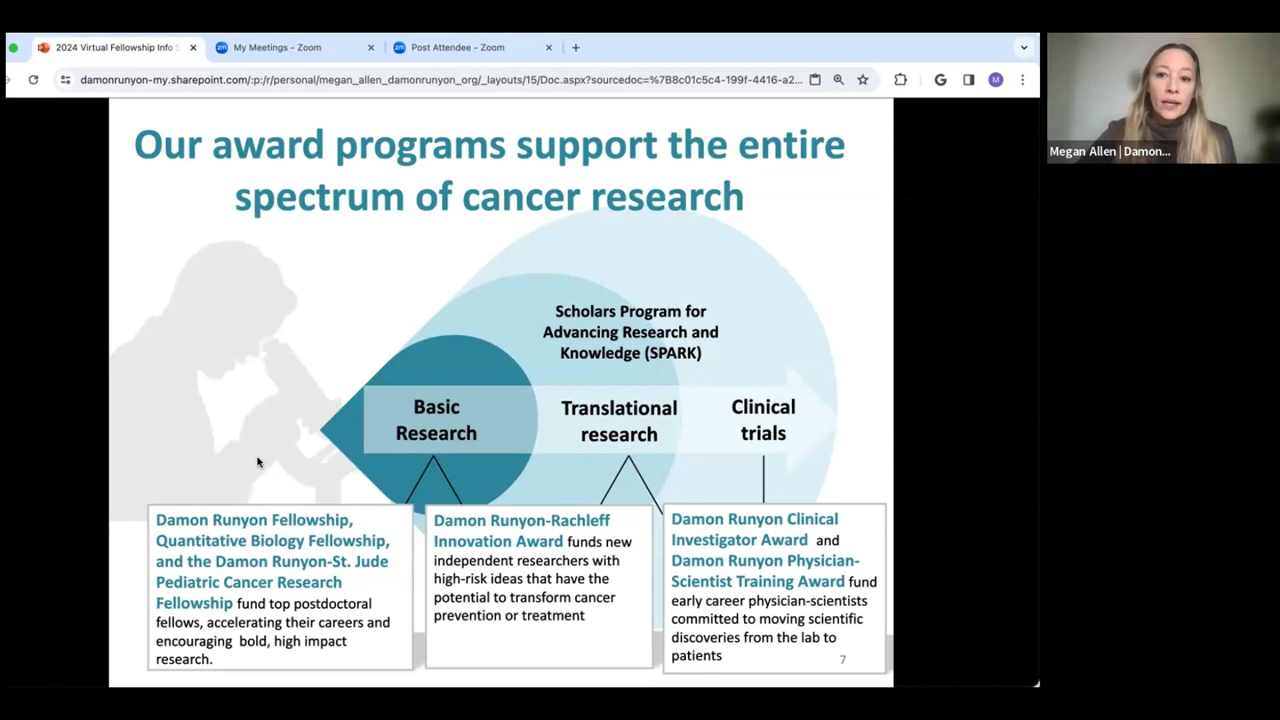 2024 Virtual Fellowship Info
My Meetings - Zoom
Post Attendee - Zoom
damonrunyon-my.sharepoint.com/:p:/r/personal/megan_allen_damonrunyon_org/_layouts/15/Doc.aspx?sourcedoc=%7B8c01c5c4-199f-4416-a2...
M
Our award programs support the entire
spectrum of cancer research
Scholars Program for
Advancing Research and
Knowledge (SPARK)
Basic
Research
Translational
research
Clinical
trials
Damon Runyon Fellowship,
Quantitative Biology Fellowship,
and the Damon Runyon-St. Jude
Pediatric Cancer Research
Fellowship fund top postdoctoral
fellows, accelerating their careers and
encouraging bold, high impact
research.
Damon Runyon-Rachleff
Innovation Award funds new
independent researchers with
high-risk ideas that have the
potential to transform cancer
prevention or treatment
Damon Runyon Clinical
Investigator Award and
Damon Runyon Physician-
Scientist Training Award fund
early career physician-scientists
committed to moving scientific
discoveries from the lab to
patients
7
Megan Allen | Damon...